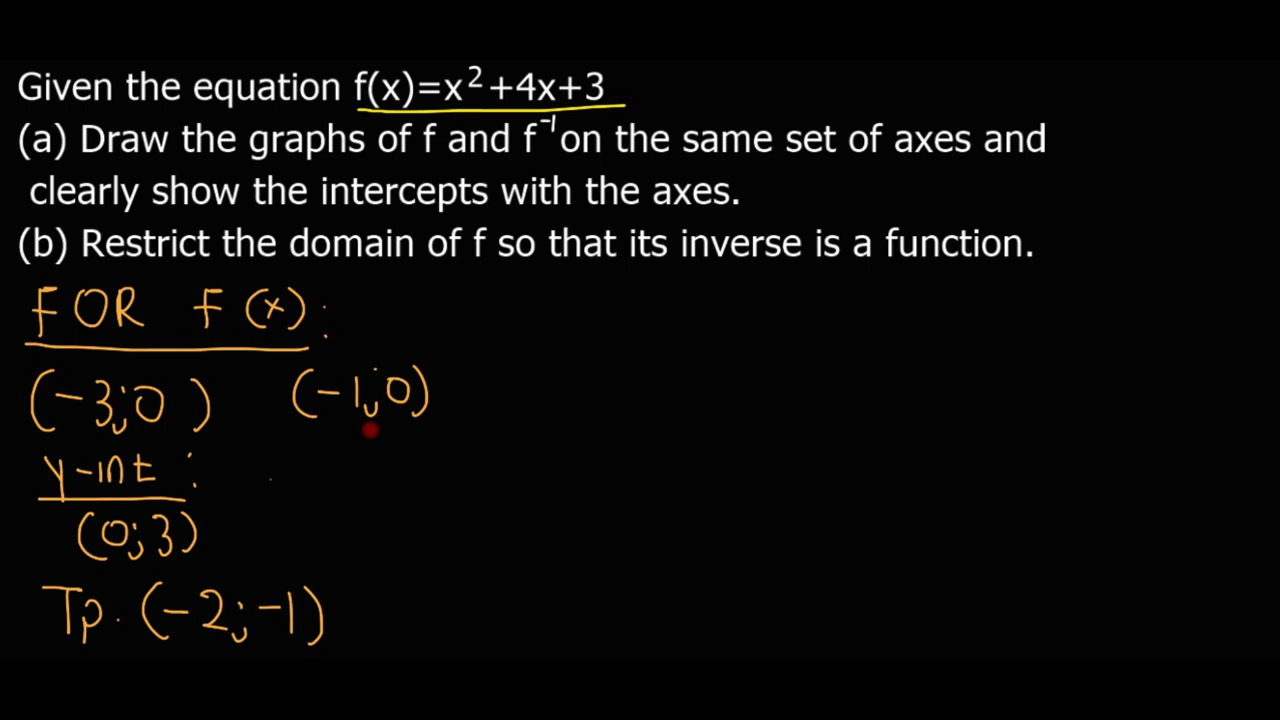 Given the equation f(x)=x²+4x+3
(a) Draw the graphs of f and f⁻¹ on the same set of axes and
clearly show the intercepts with the axes.
(b) Restrict the domain of f so that its inverse is a function.
FOR F(x):
(-3;0) (-1;0)
y-int:
(0;3)
Tp. (-2;-1)